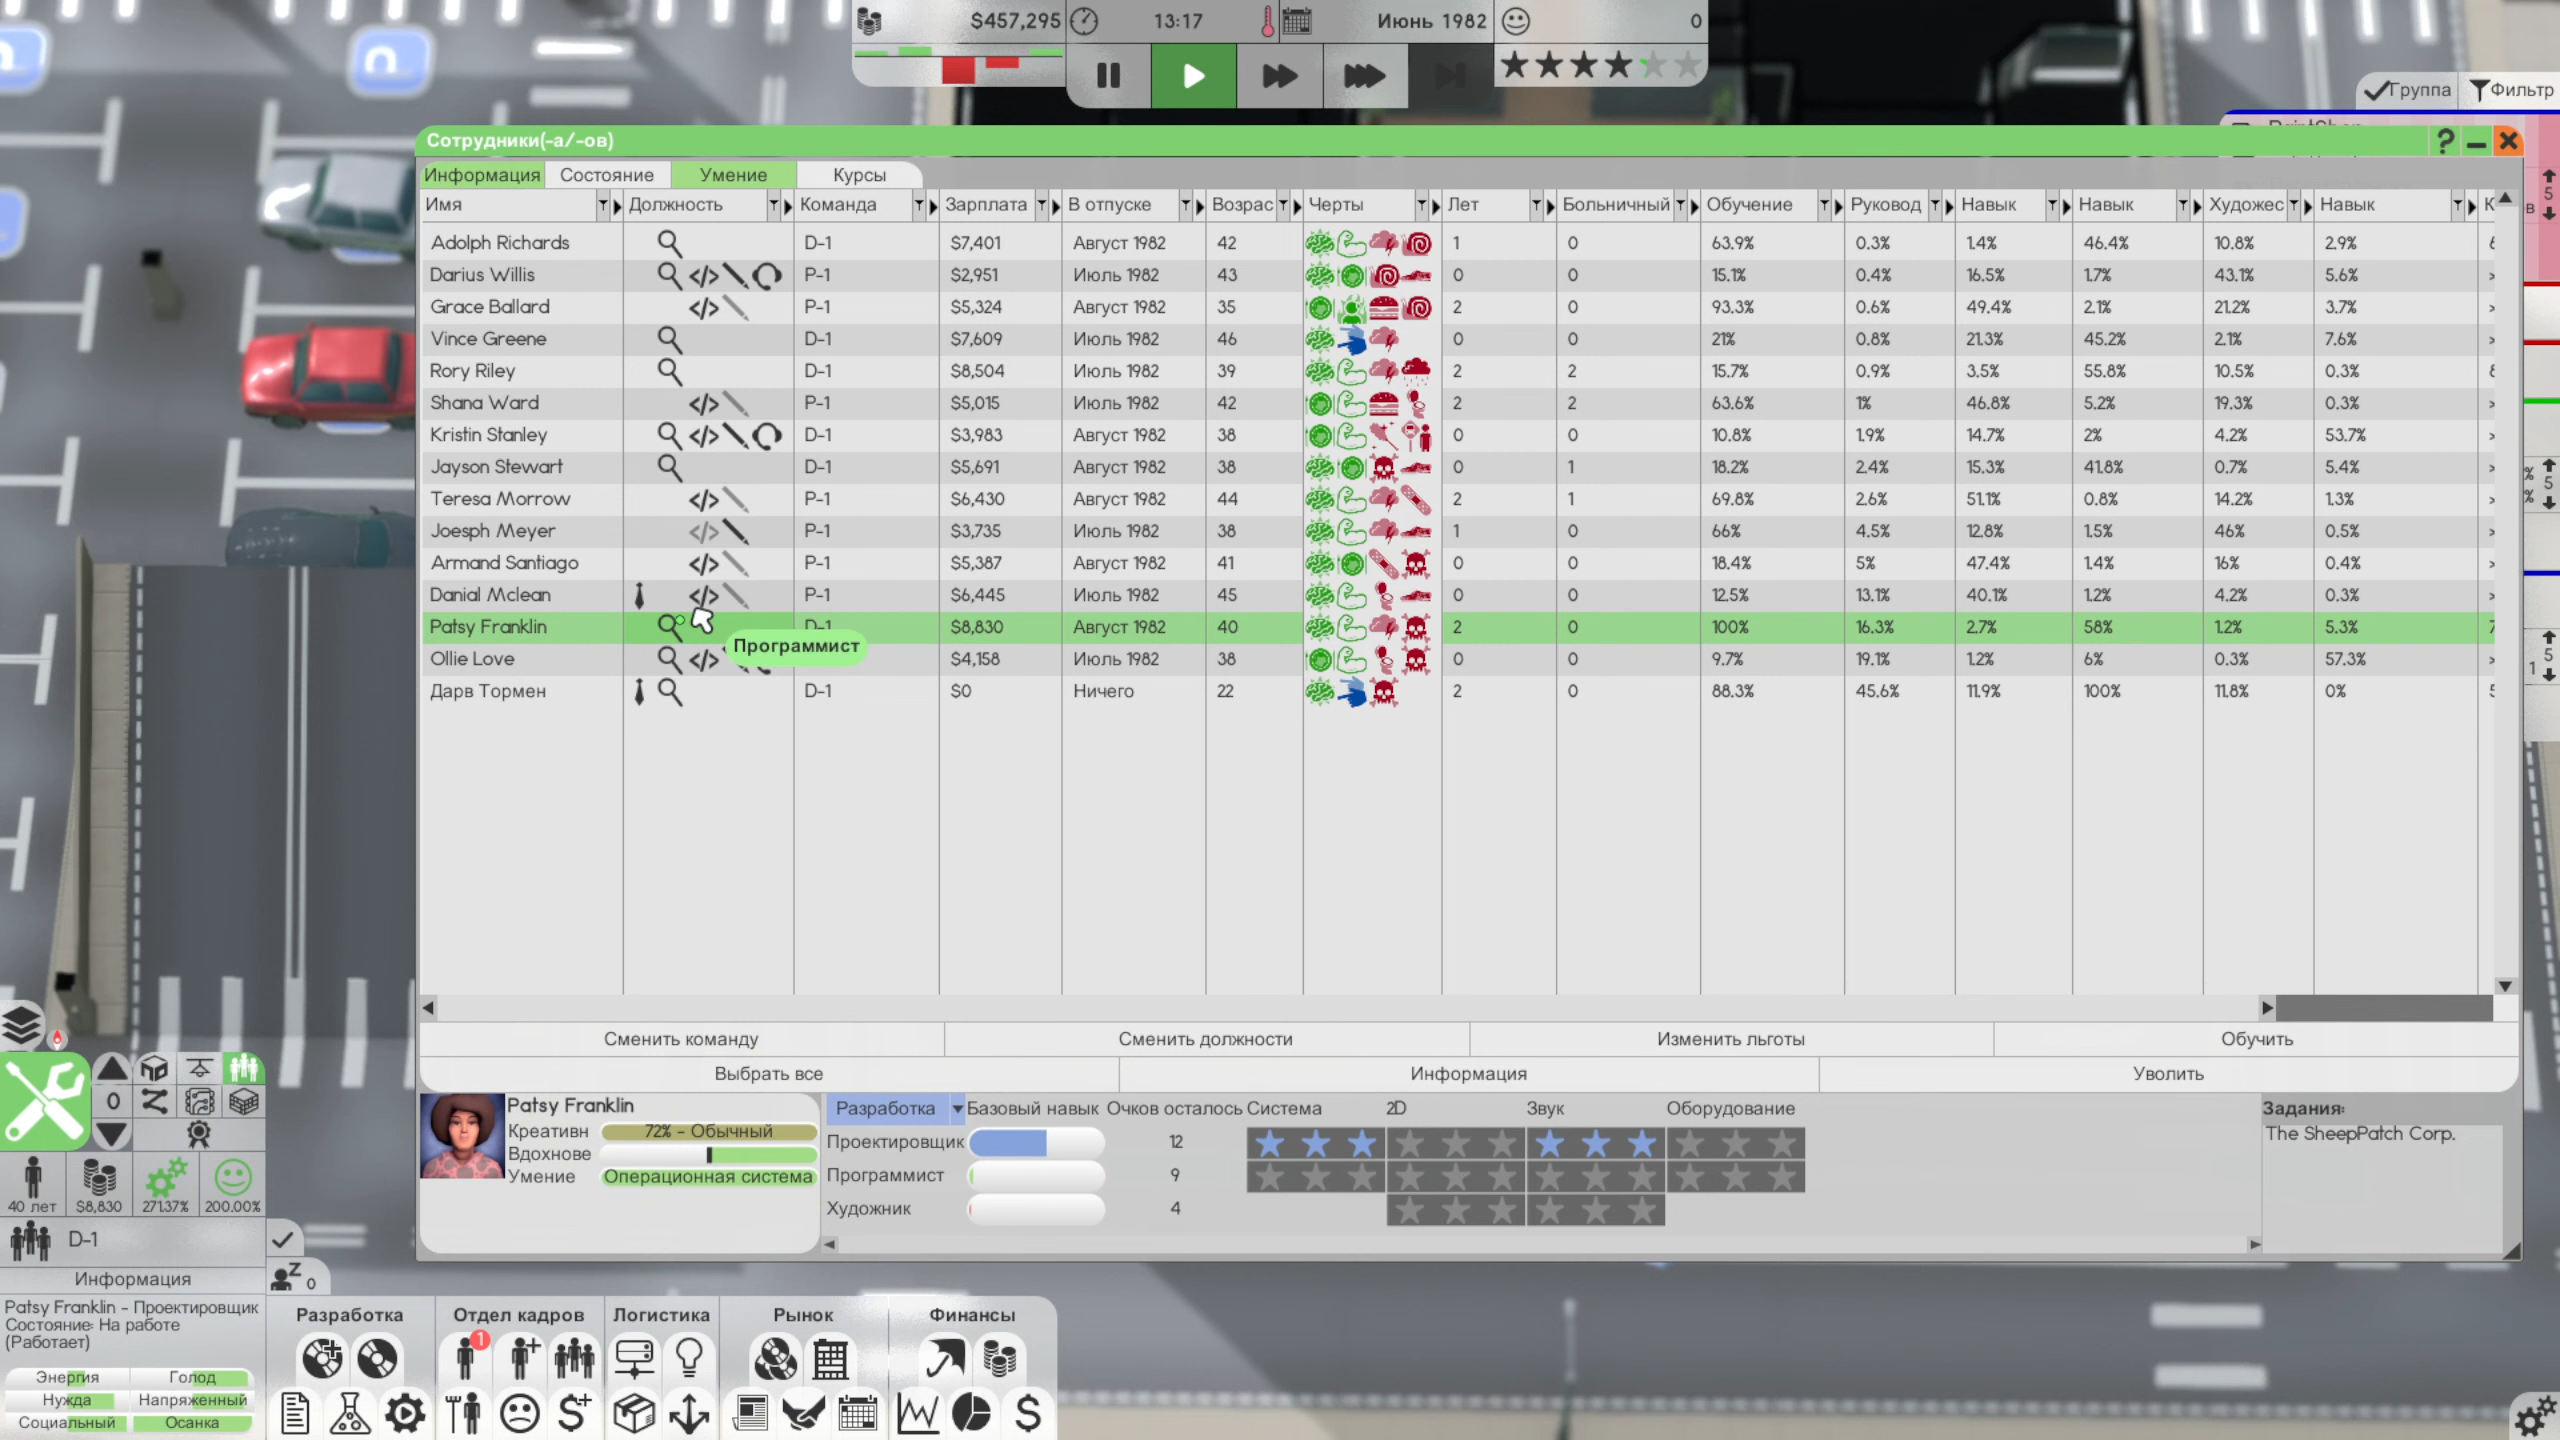 $457,295 13:17 Июнь 1982 0
Группа Фильтр
Сотрудники(-а/-ов)
Информация Состояние Умение Курсы
Имя Должность Команда Зарплата В отпуске Возрас Черты Лет Больничный Обучение Руковод Навык Навык Художес Навык К
Adolph Richards D-1 $7,401 Август 1982 42 1 0 63.9% 0.3% 1.4% 46.4% 10.8% 2.9%
Darius Willis P-1 $2,951 Июль 1982 43 0 0 15.1% 0.4% 16.5% 1.7% 43.1% 5.6%
Grace Ballard P-1 $5,324 Август 1982 35 2 0 93.3% 0.6% 49.4% 2.1% 21.2% 3.7%
Vince Greene D-1 $7,609 Июль 1982 46 0 0 21% 0.8% 21.3% 45.2% 2.1% 7.6%
Rory Riley D-1 $8,504 Июль 1982 39 2 2 15.7% 0.9% 3.5% 55.8% 10.5% 0.3%
Shana Ward P-1 $5,015 Июль 1982 42 2 2 63.6% 1% 46.8% 5.2% 19.3% 0.3%
Kristin Stanley D-1 $3,983 Август 1982 38 0 0 10.8% 1.9% 14.7% 2% 4.2% 53.7%
Jayson Stewart D-1 $5,691 Август 1982 38 0 1 18.2% 2.4% 15.3% 41.8% 0.7% 5.4%
Teresa Morrow P-1 $6,430 Август 1982 44 2 1 69.8% 2.6% 51.1% 0.8% 14.2% 1.3%
Joesph Meyer P-1 $3,735 Июль 1982 38 1 0 66% 4.5% 12.8% 1.5% 46% 0.5%
Armand Santiago P-1 $5,387 Август 1982 41 0 0 18.4% 5% 47.4% 1.4% 16% 0.4%
Danial Mclean P-1 $6,445 Июль 1982 45 0 0 12.5% 13.1% 40.1% 1.2% 4.2% 0.3%
Patsy Franklin D-1 $8,830 Август 1982 40 2 0 100% 16.3% 2.7% 58% 1.2% 5.3%
Программист
Ollie Love $4,158 Июль 1982 38 0 0 9.7% 19.1% 1.2% 6% 0.3% 57.3%
Дарв Тормен D-1 $0 Ничего 22 2 0 88.3% 45.6% 11.9% 100% 11.8% 0%
Сменить команду Сменить должности Изменить льготы Обучить
Выбрать все Информация Уволить
Patsy Franklin
Креативн 72% - Обычный
Вдохнове
Умение Операционная система
Разработка Базовый навык Очков осталось Система 2D Звук Оборудование
Проектировщик 12
Программист 9
Художник 4
Задания:
The SheepPatch Corp.
0
40 лет $8,830 271.37% 200.00%
D-1
Информация
Z 0
Patsy Franklin - Проектировщик
Состояние: На работе
(Работает)
Энергия Голод
Нужда Напряженный
Социальный Осанка
Разработка Отдел кадров Логистика Рынок Финансы
1